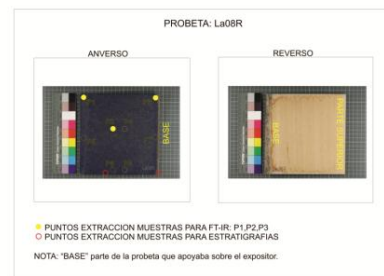 PROBETA: La08R
ANVERSO
REVERSO
BASE
PUNTOS EXTRACCION MUESTRAS PARA FT-IR: P1,P2,P3
PUNTOS EXTRACCION MUESTRAS PARA ESTRATIGRAFIAS
NOTA: “BASE” parte de la probeta que apoyaba sobre el expositor.